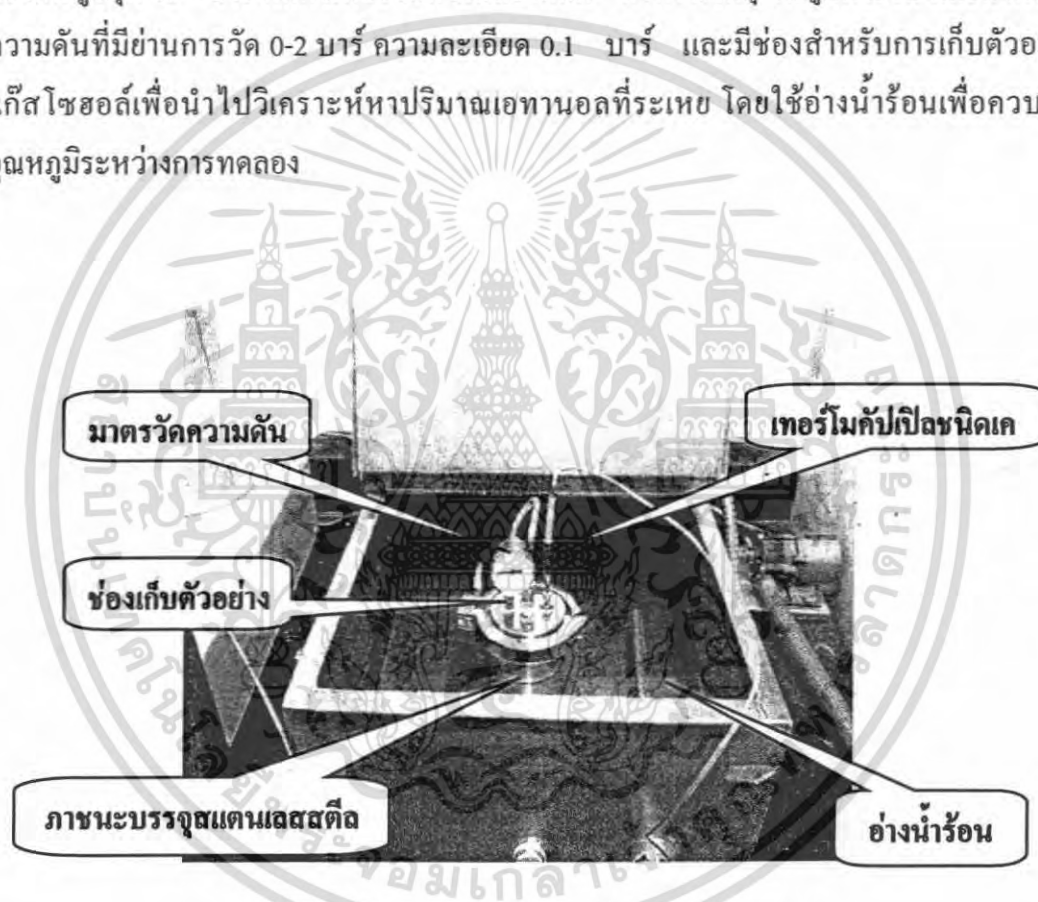 ความดันที่มีย่านการวัด 0-2 บาร์ ความละเอียด 0.1 บาร์ และมีช่องสำหรับการเก็บตัวอ
แก๊สโซฮอล์เพื่อนำไปวิเคราะห์หาปริมาณเอทานอลที่ระเหย โดยใช้อ่างน้ำร้อนเพื่อควบ
อุณหภูมิระหว่างการทดลอง
มาตรวัดความดัน
เทอร์โมคัปเปิลชนิดเค
ช่องเก็บตัวอย่าง
ภาชนะบรรจุสแตนเลสสตีล
อ่างน้ำร้อน